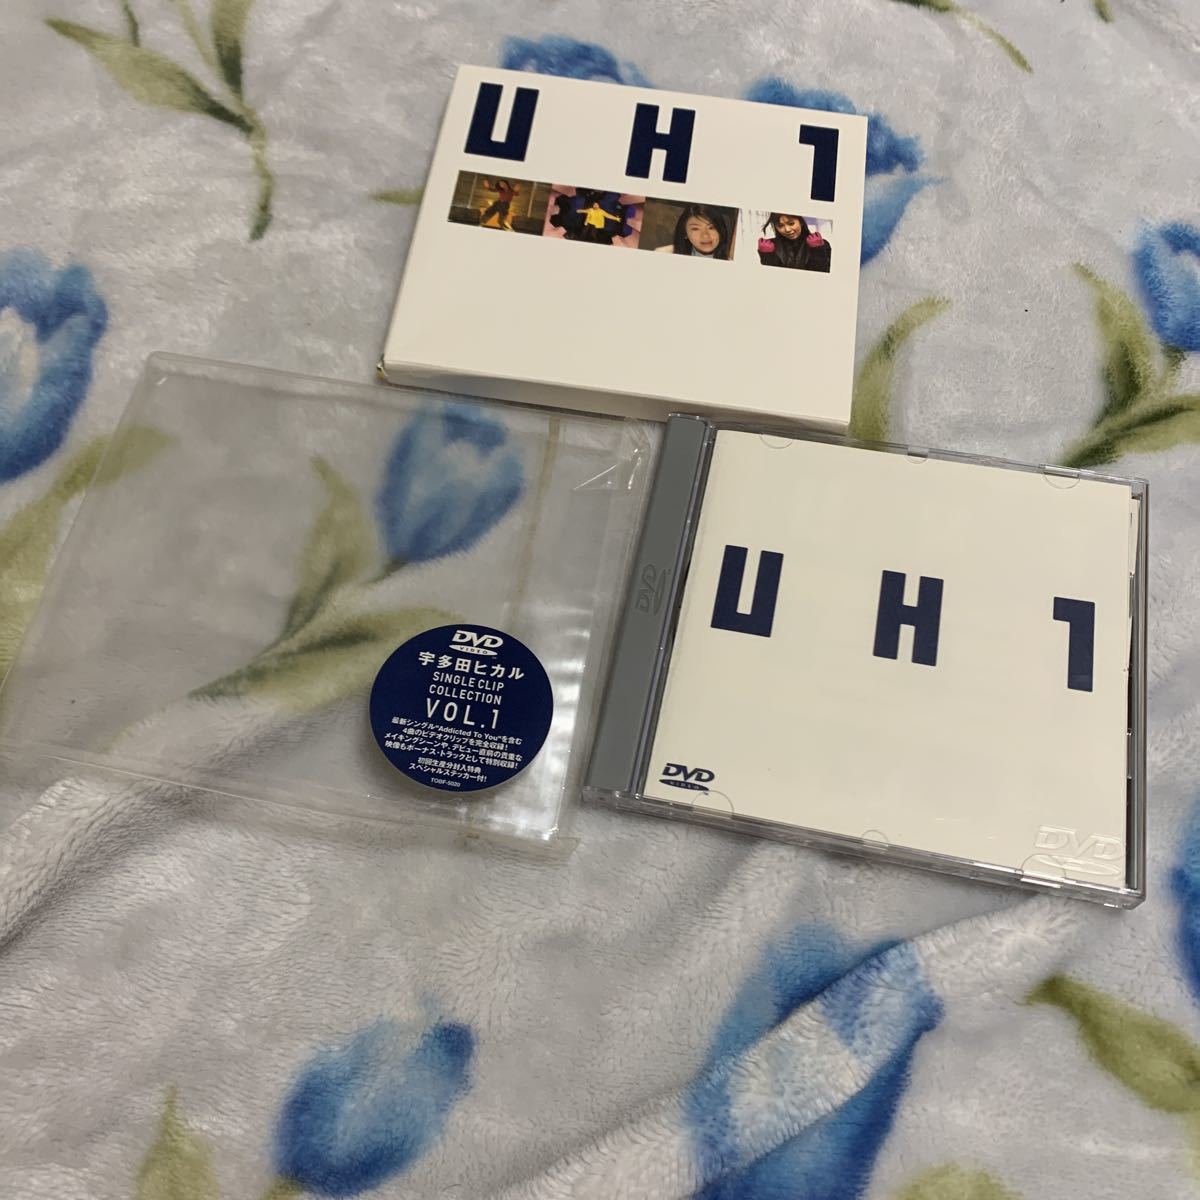 UH1
DVD
VIDEO
宇多田ヒカル
SINGLE CLIP
COLLECTION
VOL.1
最新シングル"Addicted To You"を含む
4曲のビデオクリップを完全収録!
メイキングシーンや、デビュー直前の貴重な
映像もボーナス・トラックとして特別収録!
初回生産分封入特典
スペシャルステッカー付!
TOBF-5020
DVD
UH1
DVD
VIDEO
DVD